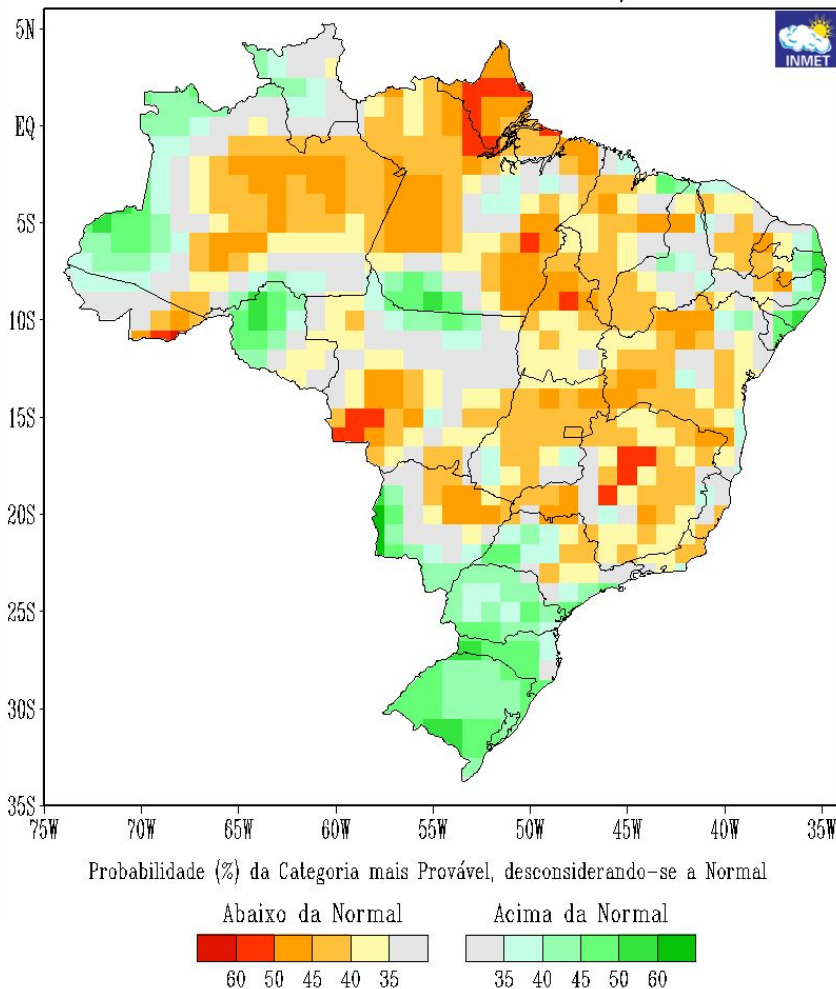 INMET
5N
EQ
5S
10S
15S
20S
25S
30S
35S
75W 70W 65W 60W 55W 50W 45W 40W 35W
Probabilidade (%) da Categoria mais Provável, desconsiderando-se a Normal
Abaixo da Normal Acima da Normal
60 50 45 40 35 35 40 45 50 60